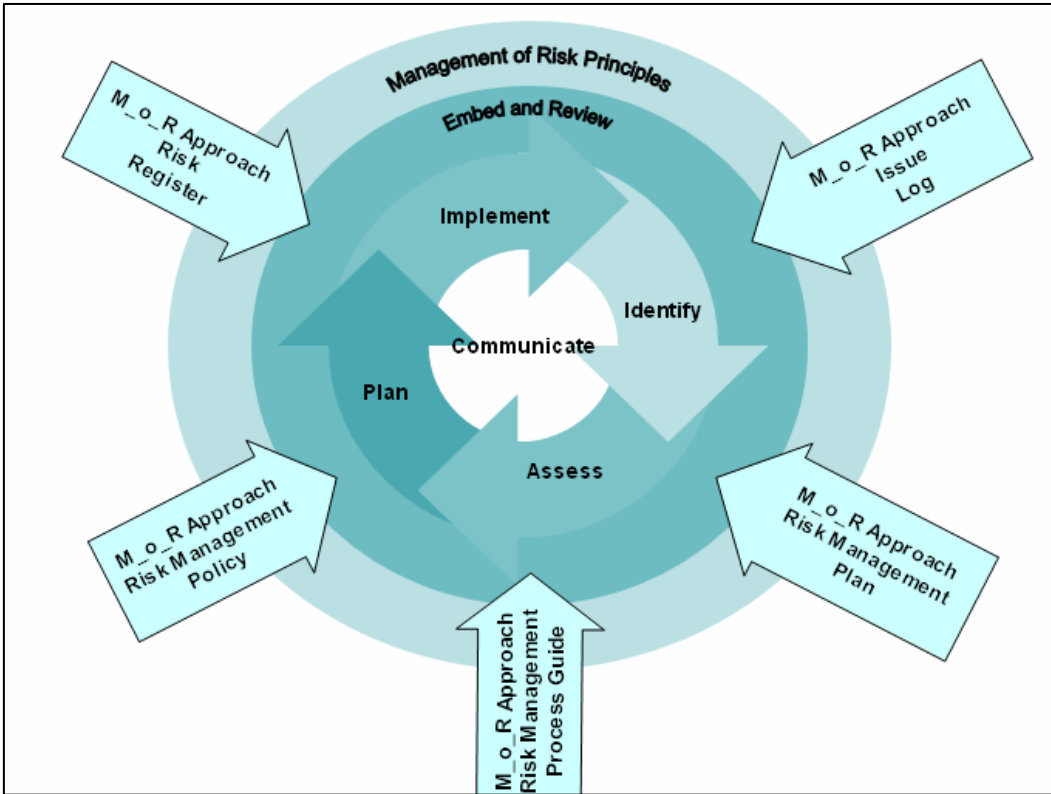 Management of Risk Principles
Embed and Review
M_o_R Approach
Risk
Register
M_o_R Approach
Issue
Log
Implement
Identify
Communicate
Plan
Assess
M_o_R Approach
Risk Management
Policy
M_o_R Approach
Risk Management
Plan
M_o_R Approach
Risk Management
Process Guide